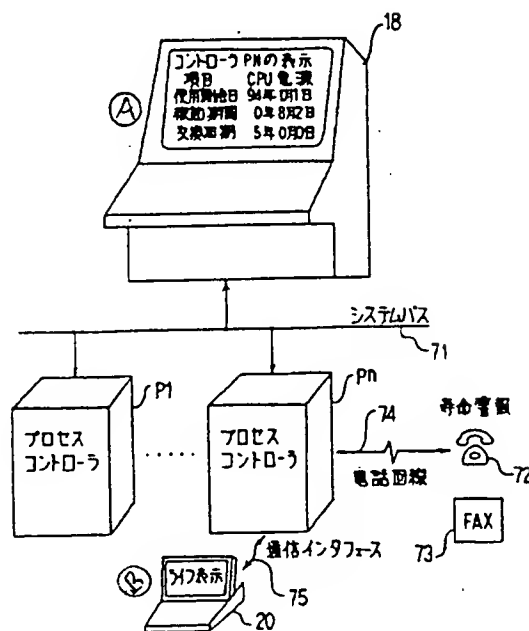 18
コントローラ PNの表示
項目 CPU電源
使用開始日 94年0月1日
稼動期間 0年8月2日
交換時期 5年0月0日
A
システムバス
71
P1
Pn
プロセス
コントローラ
プロセス
コントローラ
74
電話回線
寿命警報
72
FAX
73
通信インタフェース
75
B
ライフ表示
20